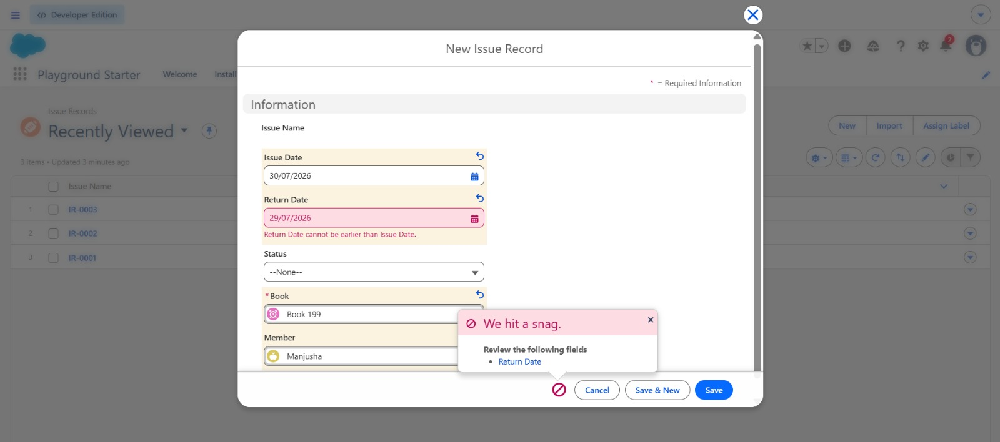 Developer Edition
New Issue Record
2
Playground Starter
Welcome
Install
* = Required Information
Information
Issue Records
Recently Viewed
New
Import
Assign Label
3 items • Updated 3 minutes ago
Issue Name
1 IR-0003
2 IR-0002
3 IR-0001
Issue Name
Issue Date
30/07/2026
Return Date
29/07/2026
Return Date cannot be earlier than Issue Date.
Status
--None--
*Book
Book 199
Member
Manjusha
We hit a snag.
Review the following fields
• Return Date
Cancel
Save & New
Save